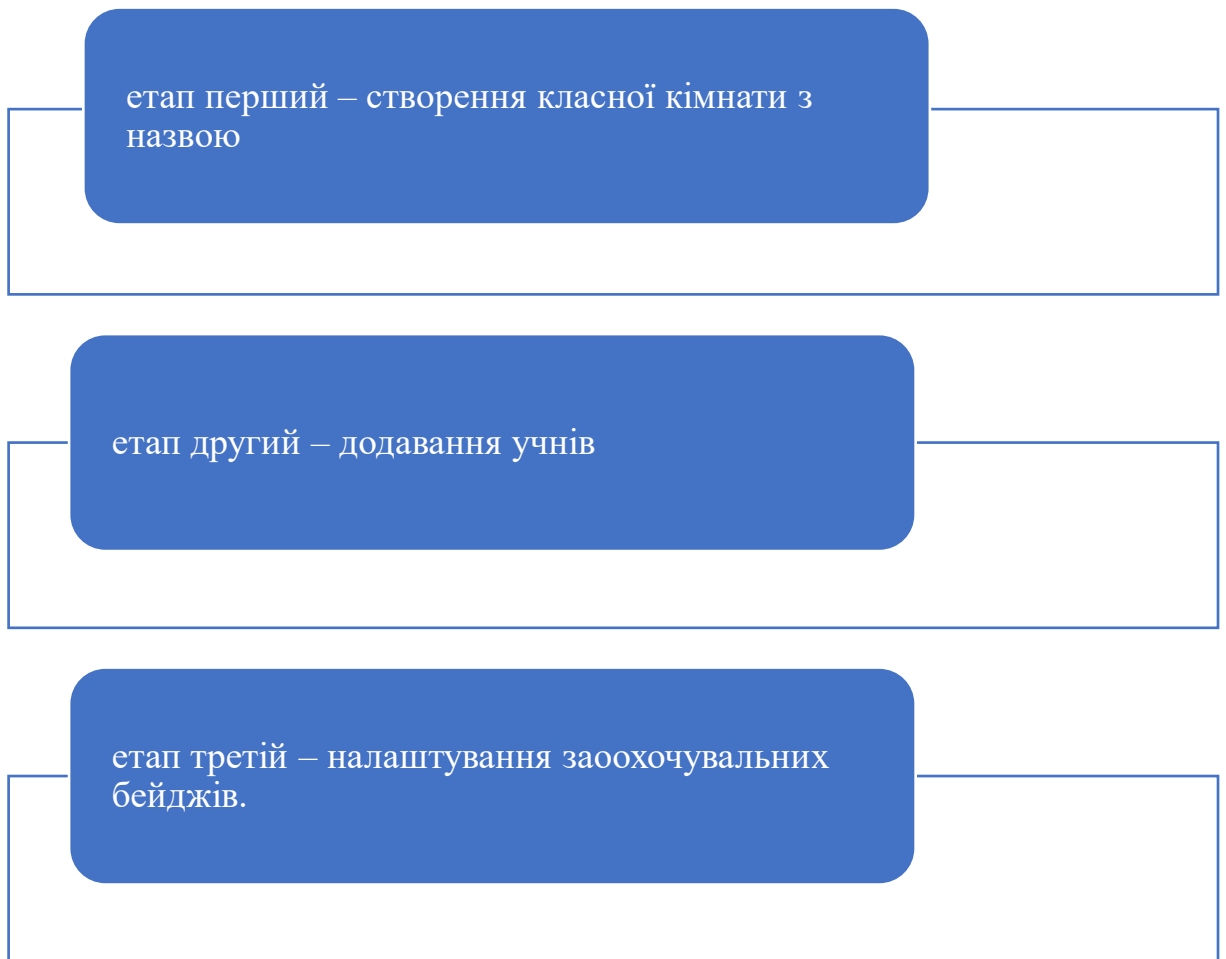 етап перший – створення класної кімнати з
назвою
етап другий – додавання учнів
етап третій – налаштування заоохочувальних
бейджів.